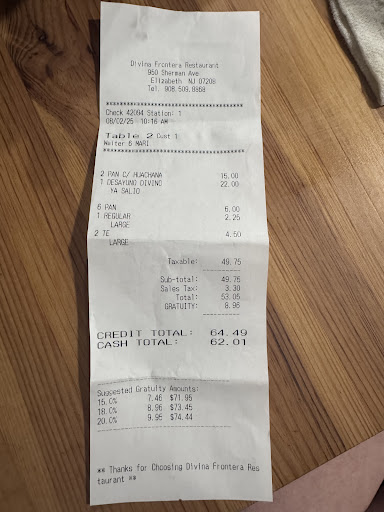 Divina Frontera Restaurant
950 Sherman Ave
Elizabeth NJ 07208
Tel. 908.509.8868
Check 42094 Station: 1
08/02/25 - 10:16 AM
Table 2 Cust 1
Waiter 6 MARI
2 PAN C/ HUACHANA 15.00
1 DESAYUNO DIVINO 22.00
YA SALIO
6 PAN 6.00
1 REGULAR 2.25
LARGE
2 TE 4.50
LARGE
Taxable: 49.75
Sub-total: 49.75
Sales Tax: 3.30
Total: 53.05
GRATUITY: 8.96
CREDIT TOTAL: 64.49
CASH TOTAL: 62.01
Suggested Gratuity Amounts:
15.0% 7.46 $71.95
18.0% 8.96 $73.45
20.0% 9.95 $74.44
** Thanks for Choosing Divina Frontera Res
taurant **